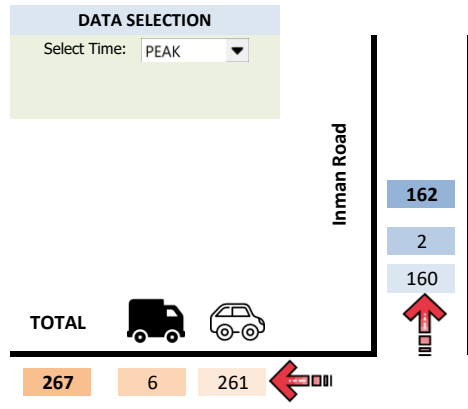 DATA SELECTION
Select Time: PEAK
Inman Road
162
2
160
TOTAL
267 6 261